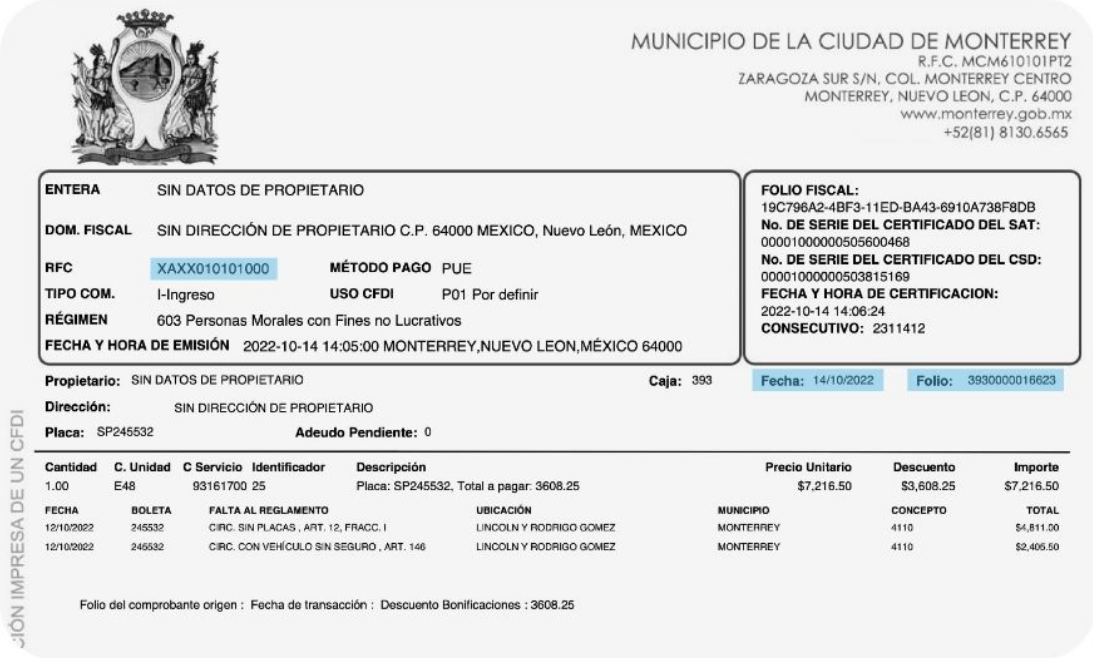 MUNICIPIO DE LA CIUDAD DE MONTERREY
R.F.C. MCM610101PT2
ZARAGOZA SUR S/N, COL. MONTERREY CENTRO
MONTERREY, NUEVO LEON, C.P. 64000
www.monterrey.gob.mx
+52(81) 8130.6565
ENTERA SIN DATOS DE PROPIETARIO
DOM. FISCAL SIN DIRECCIÓN DE PROPIETARIO C.P. 64000 MEXICO, Nuevo León, MEXICO
RFC XAXX010101000 MÉTODO PAGO PUE
TIPO COM. I-Ingreso USO CFDI P01 Por definir
RÉGIMEN 603 Personas Morales con Fines no Lucrativos
FECHA Y HORA DE EMISIÓN 2022-10-14 14:05:00 MONTERREY,NUEVO LEON,MÉXICO 64000
FOLIO FISCAL:
19C796A2-4BF3-11ED-BA43-6910A738F8DB
No. DE SERIE DEL CERTIFICADO DEL SAT:
00001000000505600468
No. DE SERIE DEL CERTIFICADO DEL CSD:
00001000000503815169
FECHA Y HORA DE CERTIFICACION:
2022-10-14 14:06:24
CONSECUTIVO: 2311412
Propietario: SIN DATOS DE PROPIETARIO Caja: 393 Fecha: 14/10/2022 Folio: 3930000016623
Dirección: SIN DIRECCIÓN DE PROPIETARIO
Placa: SP245532 Adeudo Pendiente: 0
Cantidad C. Unidad C Servicio Identificador Descripción Precio Unitario Descuento Importe
1.00 E48 93161700 25 Placa: SP245532, Total a pagar: 3608.25 $7,216.50 $3,608.25 $7,216.50
FECHA BOLETA FALTA AL REGLAMENTO UBICACIÓN MUNICIPIO CONCEPTO TOTAL
12/10/2022 245532 CIRC. SIN PLACAS , ART. 12, FRACC. I LINCOLN Y RODRIGO GOMEZ MONTERREY 4110 $4,811.00
12/10/2022 245532 CIRC. CON VEHÍCULO SIN SEGURO , ART. 146 LINCOLN Y RODRIGO GOMEZ MONTERREY 4110 $2,405.50
Folio del comprobante origen : Fecha de transacción : Descuento Bonificaciones : 3608.25
IÓN IMPRESA DE UN CFDI